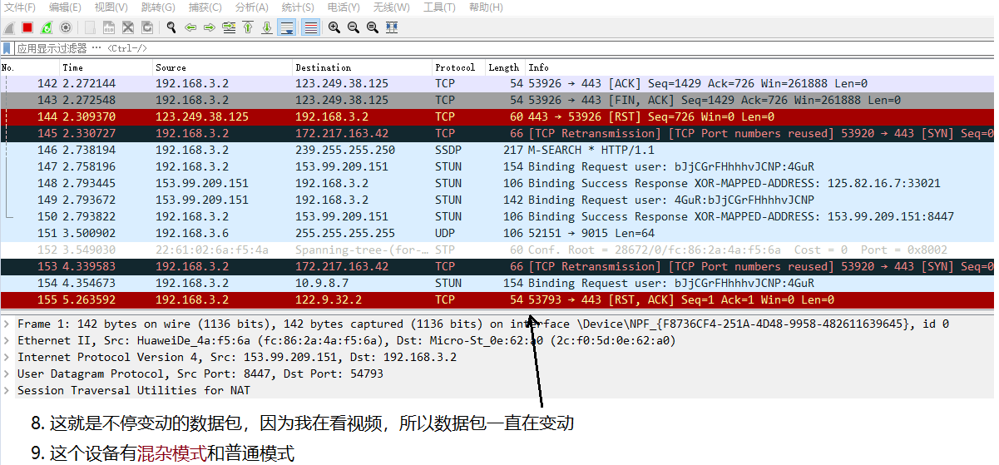 文件(F) 编辑(E) 视图(V) 跳转(G) 捕获(C) 分析(A) 统计(S) 电话(Y) 无线(W) 工具(T) 帮助(H)
应用显示过滤器 … <Ctrl-/>
No. Time Source Destination Protocol Length Info
142 2.272144 192.168.3.2 123.249.38.125 TCP 54 53926 → 443 [ACK] Seq=1429 Ack=726 Win=261888 Len=0
143 2.272548 192.168.3.2 123.249.38.125 TCP 54 53926 → 443 [FIN, ACK] Seq=1429 Ack=726 Win=261888 Len=0
144 2.309370 123.249.38.125 192.168.3.2 TCP 60 443 → 53926 [RST] Seq=726 Win=0 Len=0
145 2.330727 192.168.3.2 172.217.163.42 TCP 66 [TCP Retransmission] [TCP Port numbers reused] 53920 → 443 [SYN] Seq=0
146 2.738194 192.168.3.2 239.255.255.250 SSDP 217 M-SEARCH * HTTP/1.1
147 2.758196 192.168.3.2 153.99.209.151 STUN 154 Binding Request user: bJjCGrFHhhhvJCNP:4GuR
148 2.793445 153.99.209.151 192.168.3.2 STUN 106 Binding Success Response XOR-MAPPED-ADDRESS: 125.82.16.7:33021
149 2.793672 153.99.209.151 192.168.3.2 STUN 142 Binding Request user: 4GuR:bJjCGrFHhhhvJCNP
150 2.793822 192.168.3.2 153.99.209.151 STUN 106 Binding Success Response XOR-MAPPED-ADDRESS: 153.99.209.151:8447
151 3.500902 192.168.3.6 255.255.255.255 UDP 106 52151 → 9015 Len=64
152 3.549030 22:61:02:6a:f5:4a Spanning-tree-(for-… STP 60 Conf. Root = 28672/0/fc:86:2a:4a:f5:6a Cost = 0 Port = 0x8002
153 4.339583 192.168.3.2 172.217.163.42 TCP 66 [TCP Retransmission] [TCP Port numbers reused] 53920 → 443 [SYN] Seq=0
154 4.354673 192.168.3.2 10.9.8.7 STUN 154 Binding Request user: bJjCGrFHhhhvJCNP:4GuR
155 5.263592 192.168.3.2 122.9.32.2 TCP 54 53793 → 443 [RST, ACK] Seq=1 Ack=1 Win=0 Len=0
Frame 1: 142 bytes on wire (1136 bits), 142 bytes captured (1136 bits) on interface \Device\NPF_{F8736CF4-251A-4D48-9958-482611639645}, id 0
Ethernet II, Src: HuaweiDe_4a:f5:6a (fc:86:2a:4a:f5:6a), Dst: Micro-St_0e:62:a0 (2c:f0:5d:0e:62:a0)
Internet Protocol Version 4, Src: 153.99.209.151, Dst: 192.168.3.2
User Datagram Protocol, Src Port: 8447, Dst Port: 54793
Session Traversal Utilities for NAT
8. 这就是不停变动的数据包，因为我在看视频，所以数据包一直在变动
9. 这个设备有混杂模式和普通模式